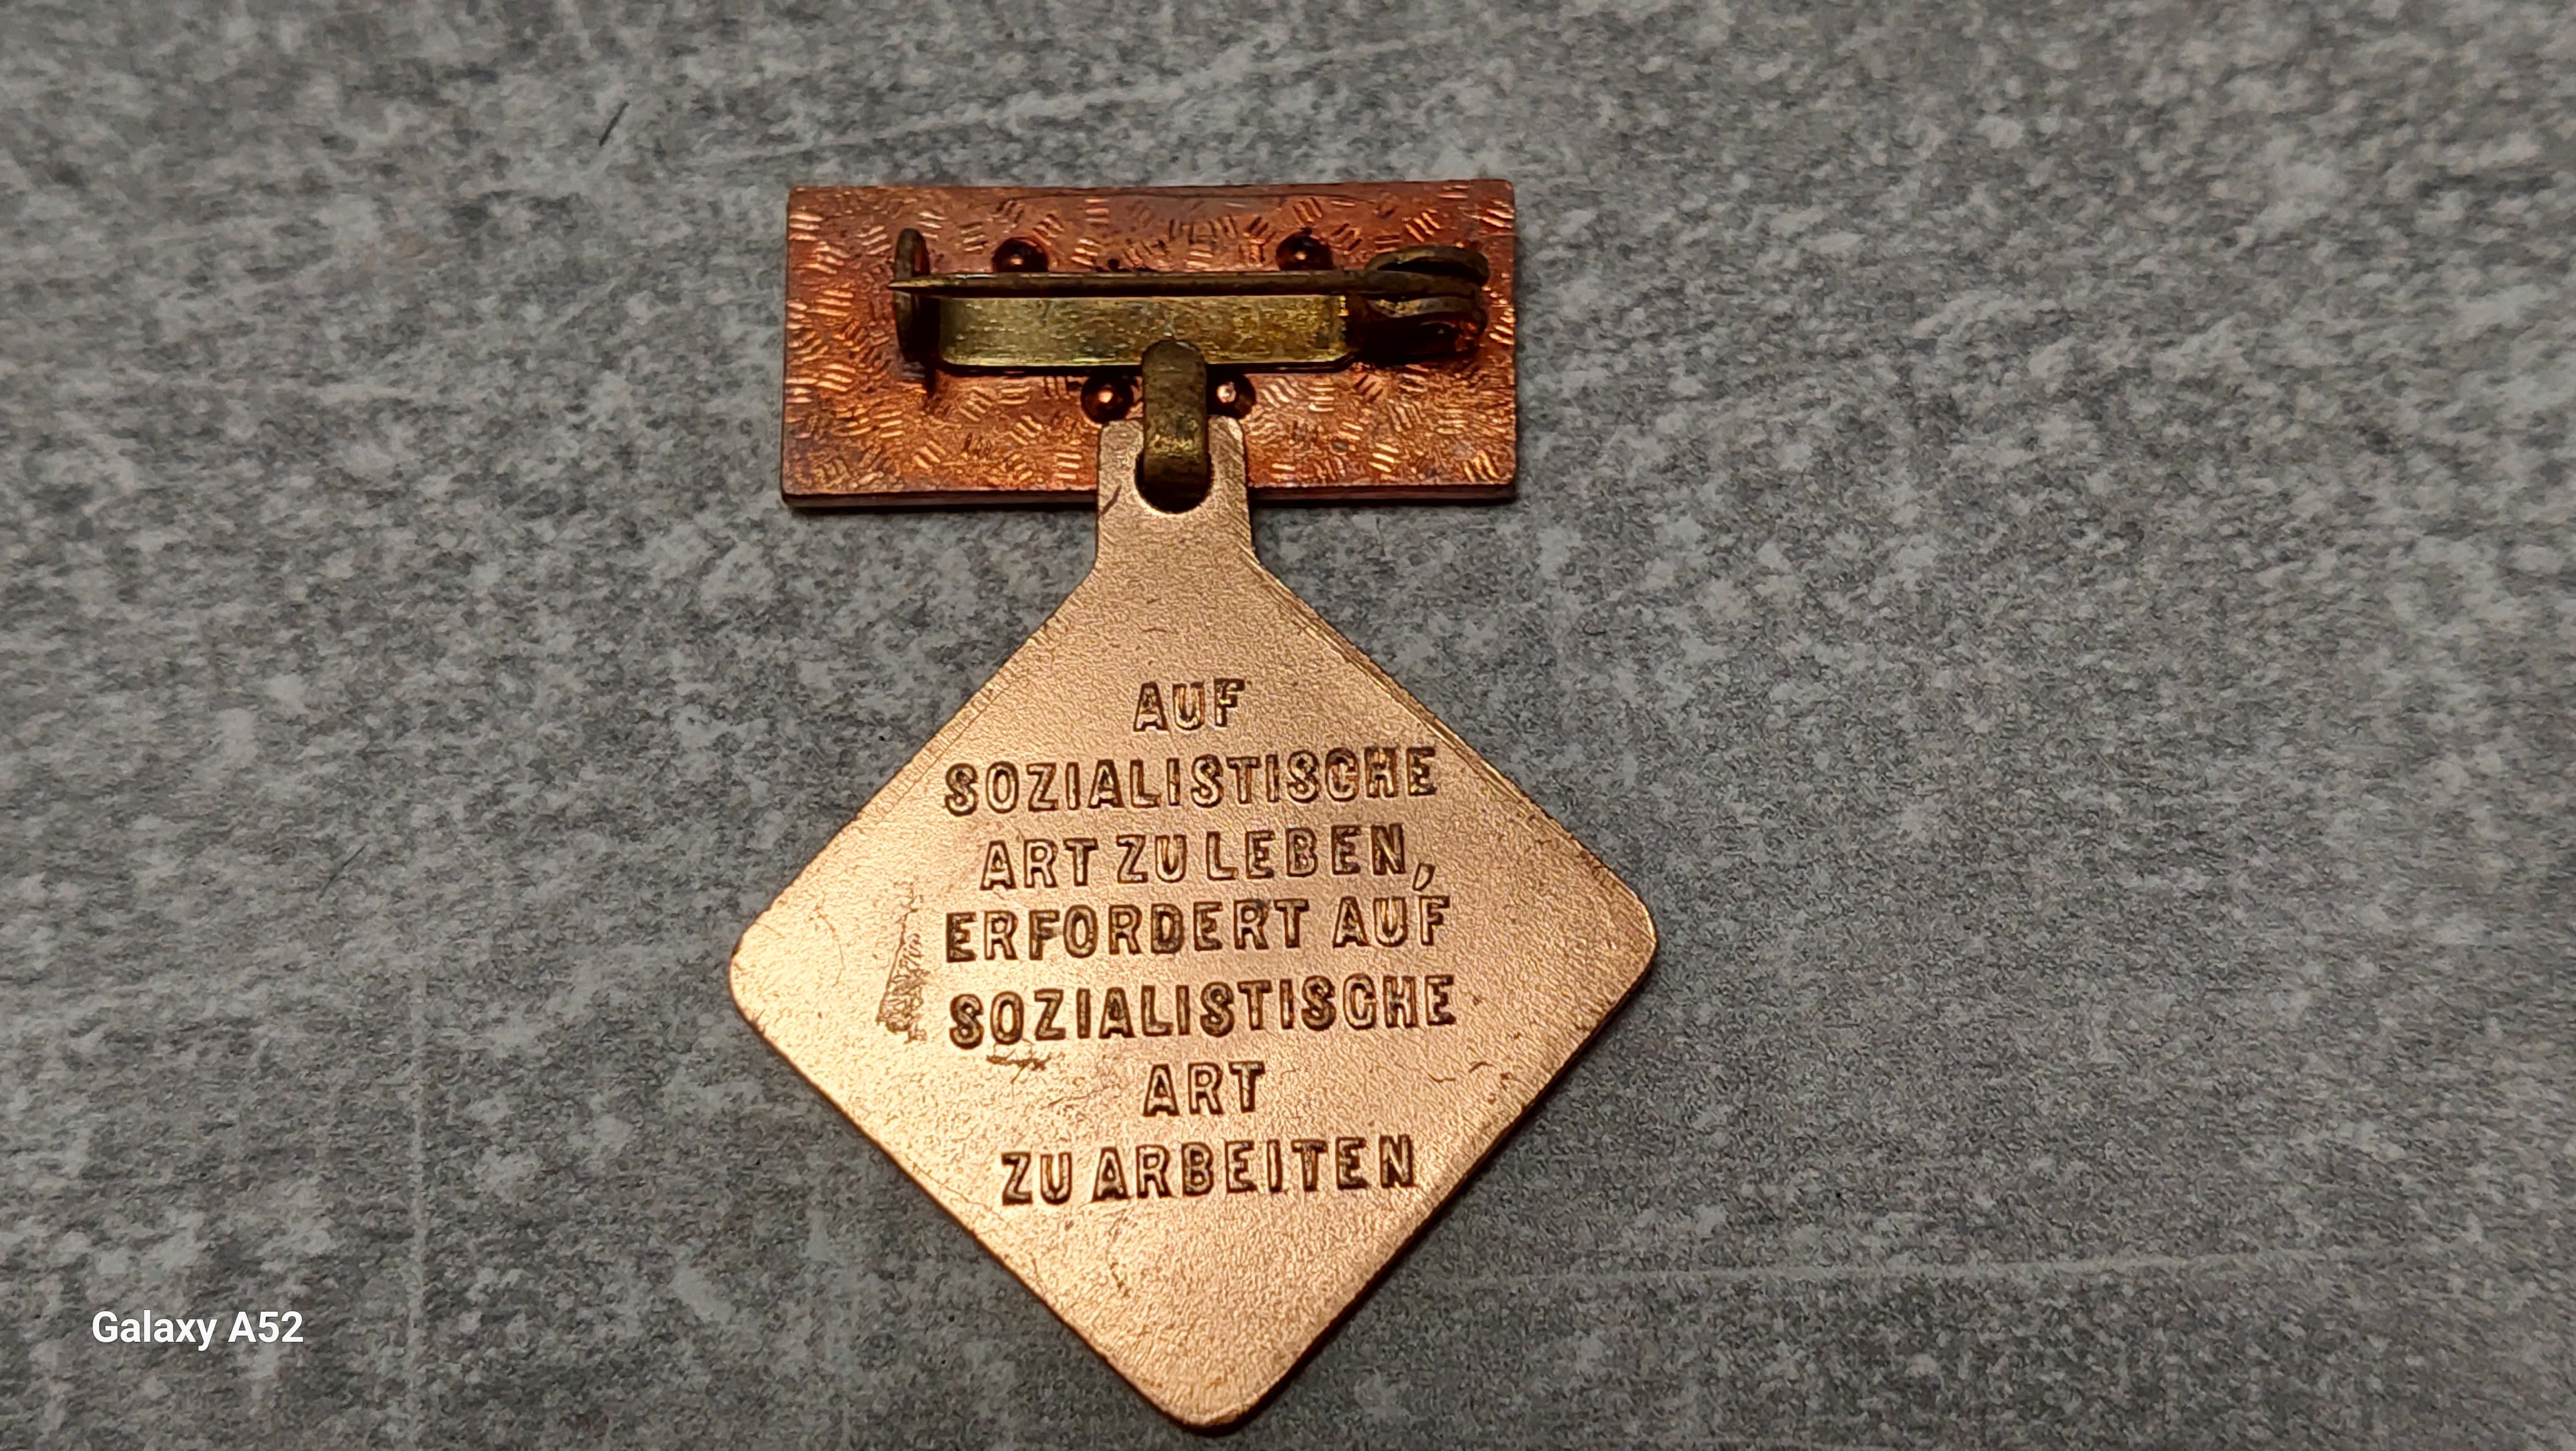 AUF
SOZIALISTISCHE
ART ZU LEBEN,
ERFORDERT AUF
SOZIALISTISCHE
ART
ZU ARBEITEN
Galaxy A52